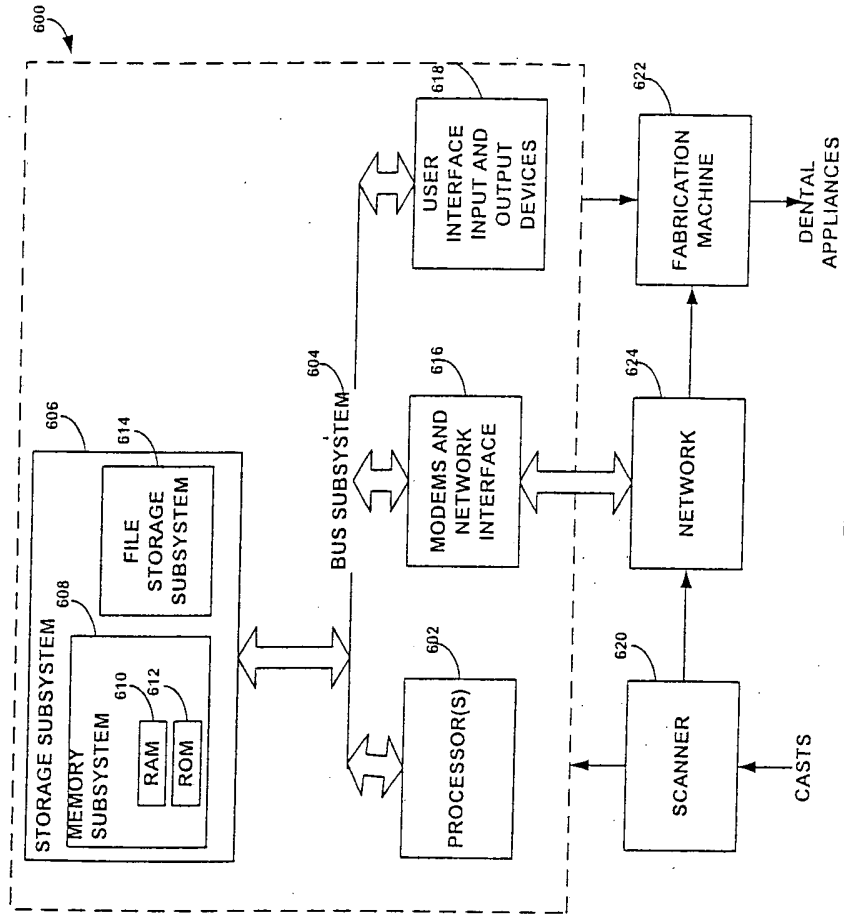 600
606
STORAGE SUBSYSTEM
608
MEMORY
SUBSYSTEM
610
RAM
612
ROM
614
FILE
STORAGE
SUBSYSTEM
604
BUS SUBSYSTEM
602
PROCESSOR(S)
616
MODEMS AND
NETWORK
INTERFACE
618
USER
INTERFACE
INPUT AND
OUTPUT
DEVICES
620
SCANNER
CASTS
624
NETWORK
622
FABRICATION
MACHINE
DENTAL
APPLIANCES